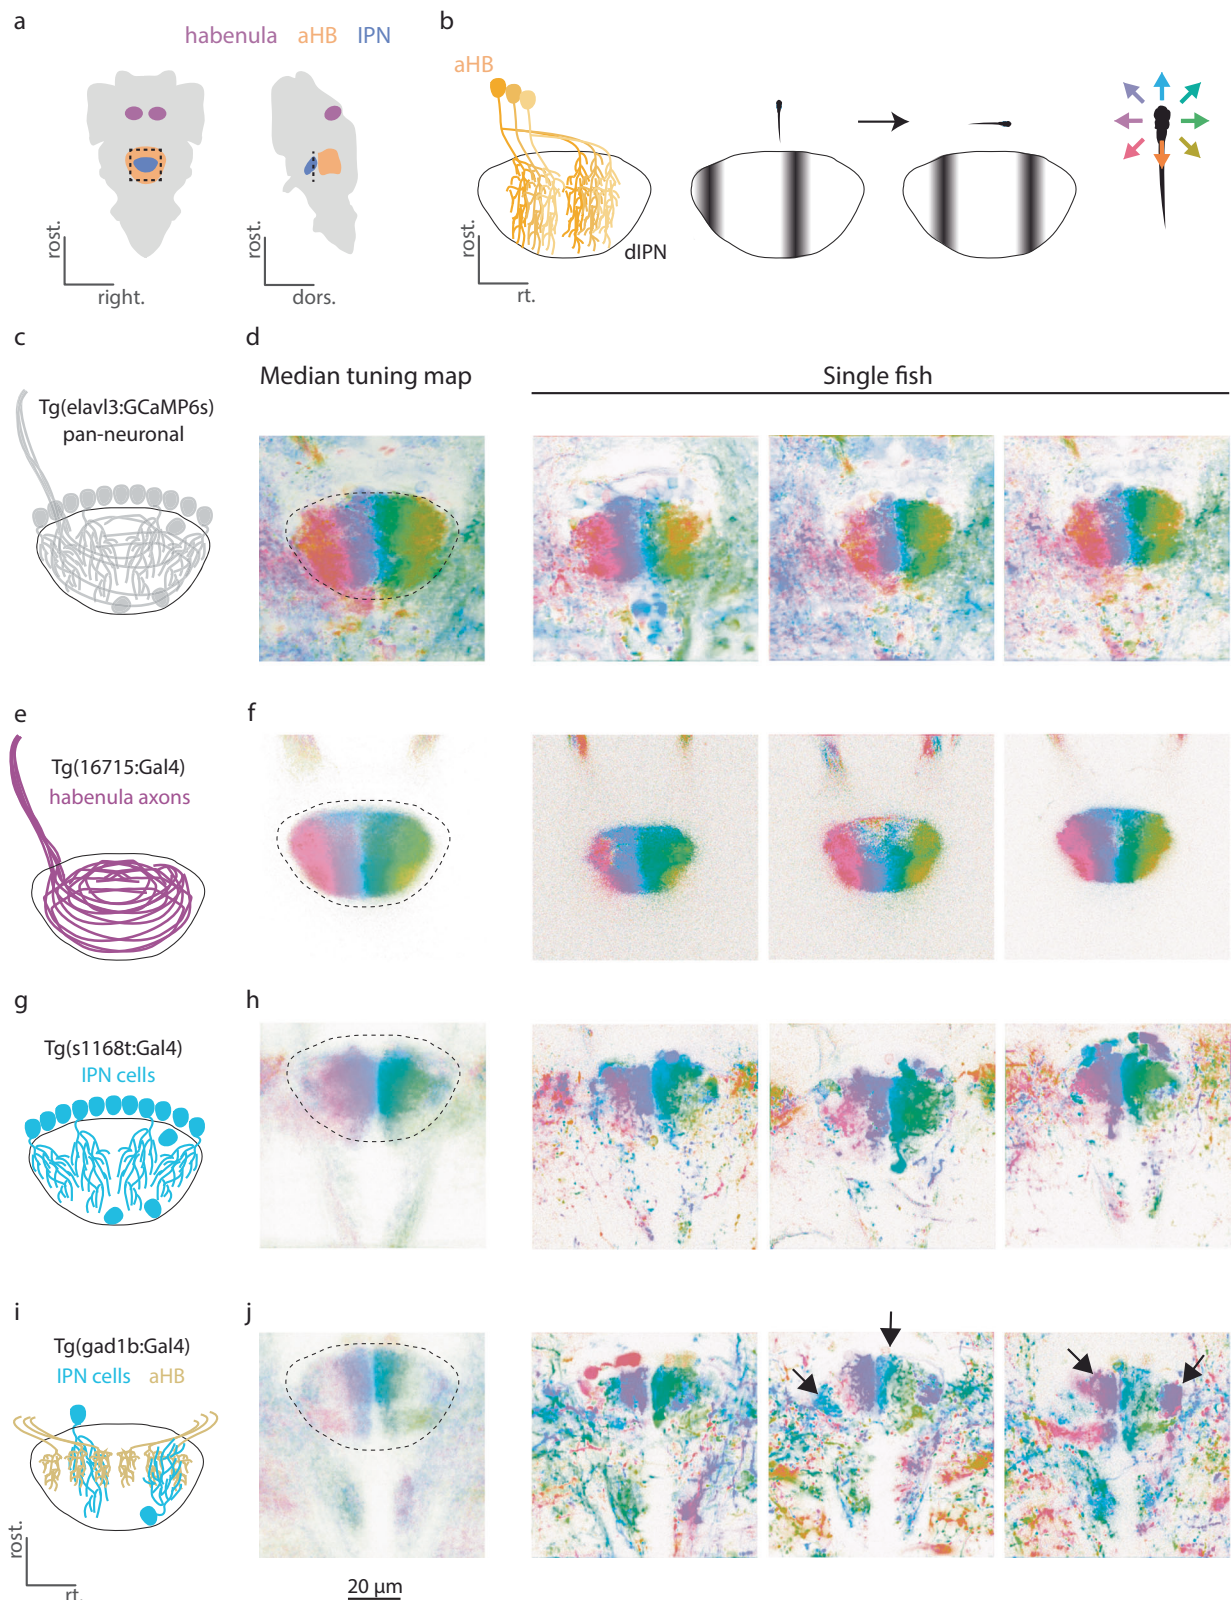 a
habenula aHB IPN
rost.
right.
rost.
dors.
b
aHB
dIPN
rost.
rt.
c
Tg(elavl3:GCaMP6s)
pan-neuronal
d
Median tuning map
Single fish
e
Tg(16715:Gal4)
habenula axons
f
g
Tg(s1168t:Gal4)
IPN cells
h
i
Tg(gad1b:Gal4)
IPN cells aHB
rost.
rt.
j
20 µm